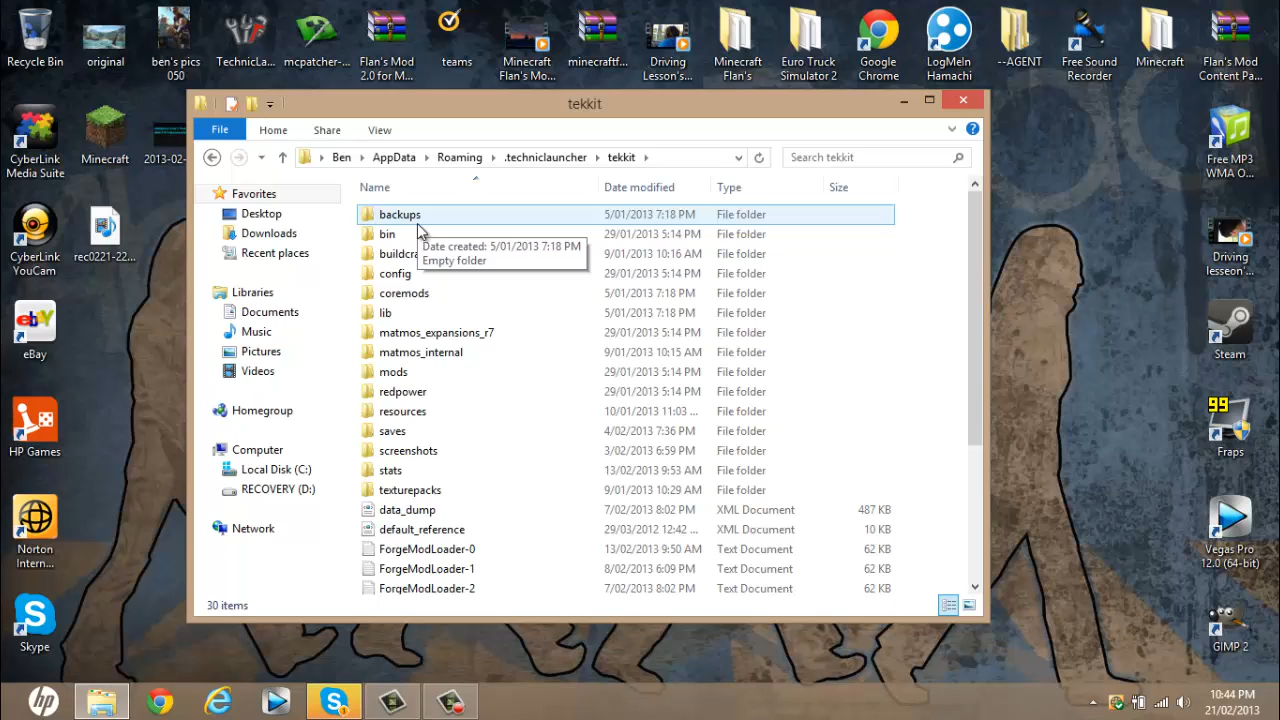 Recycle Bin
original
ben's pics
050
TechnicLa...
mcpatcher-...
Flan's Mod
2.0 for M...
teams
Minecraft
Flan's Mo...
minecraftf...
Driving
Lesson's...
Minecraft
Flan's
Euro Truck
Simulator 2
Google
Chrome
LogMeIn
Hamachi
--AGENT
Free Sound
Recorder
Minecraft
Flan's Mod
Content Pa...
CyberLink
Media Suite
Minecraft
2013-02-
CyberLink
YouCam
rec0221-22...
eBay
HP Games
Norton
Intern...
Skype
Free MP3
WMA O...
Driving
lesseon'...
Steam
99
Fraps
Vegas Pro
12.0 (64-bit)
GIMP 2
tekkit
File
Home
Share
View
Ben
AppData
Roaming
.techniclauncher
tekkit
Search tekkit
Favorites
Desktop
Downloads
Recent places
Libraries
Documents
Music
Pictures
Videos
Homegroup
Computer
Local Disk (C:)
RECOVERY (D:)
Network
Name Date modified Type Size
backups 5/01/2013 7:18 PM File folder
bin 29/01/2013 5:14 PM File folder
buildcra 9/01/2013 10:16 AM File folder
Date created: 5/01/2013 7:18 PM
Empty folder
config 29/01/2013 5:14 PM File folder
coremods 5/01/2013 7:18 PM File folder
lib 5/01/2013 7:18 PM File folder
matmos_expansions_r7 29/01/2013 5:14 PM File folder
matmos_internal 9/01/2013 10:15 AM File folder
mods 29/01/2013 5:14 PM File folder
redpower 29/01/2013 5:14 PM File folder
resources 10/01/2013 11:03 ... File folder
saves 4/02/2013 7:36 PM File folder
screenshots 3/02/2013 6:59 PM File folder
stats 13/02/2013 9:53 AM File folder
texturepacks 9/01/2013 10:29 AM File folder
data_dump 7/02/2013 8:02 PM XML Document 487 KB
default_reference 29/03/2012 12:42 ... XML Document 10 KB
ForgeModLoader-0 13/02/2013 9:50 AM Text Document 62 KB
ForgeModLoader-1 8/02/2013 6:09 PM Text Document 62 KB
ForgeModLoader-2 7/02/2013 8:02 PM Text Document 62 KB
30 items
10:44 PM
21/02/2013